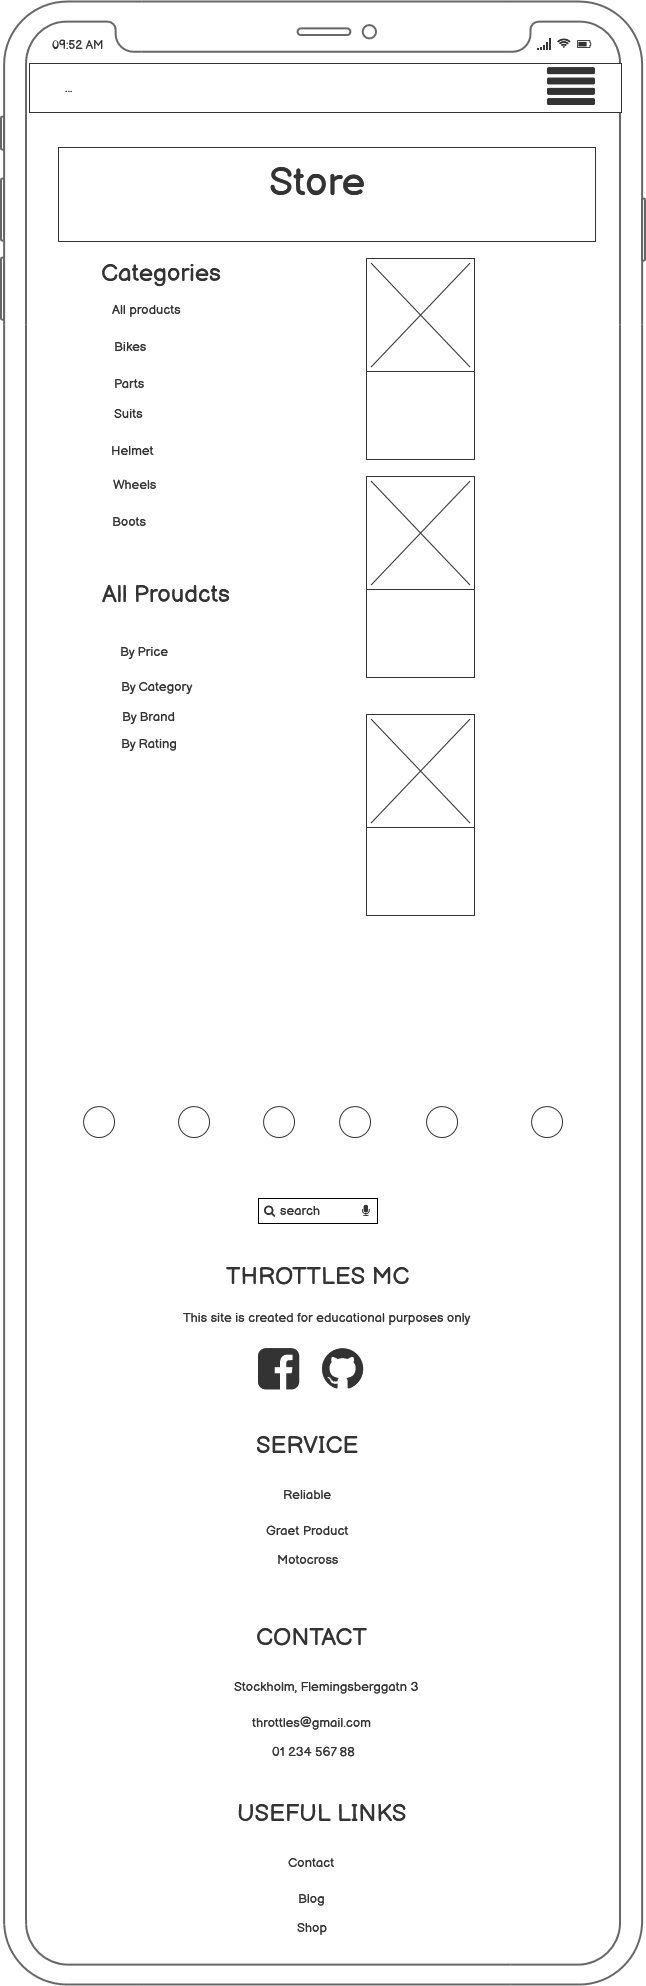 09:52 AM
...
Store
Categories
All products
Bikes
Parts
Suits
Helmet
Wheels
Boots
All Proudcts
By Price
By Category
By Brand
By Rating
search
THROTTLES MC
This site is created for educational purposes only
SERVICE
Reliable
Graet Product
Motocross
CONTACT
Stockholm, Flemingsberggatn 3
throttles@gmail.com
01 234 567 88
USEFUL LINKS
Contact
Blog
Shop